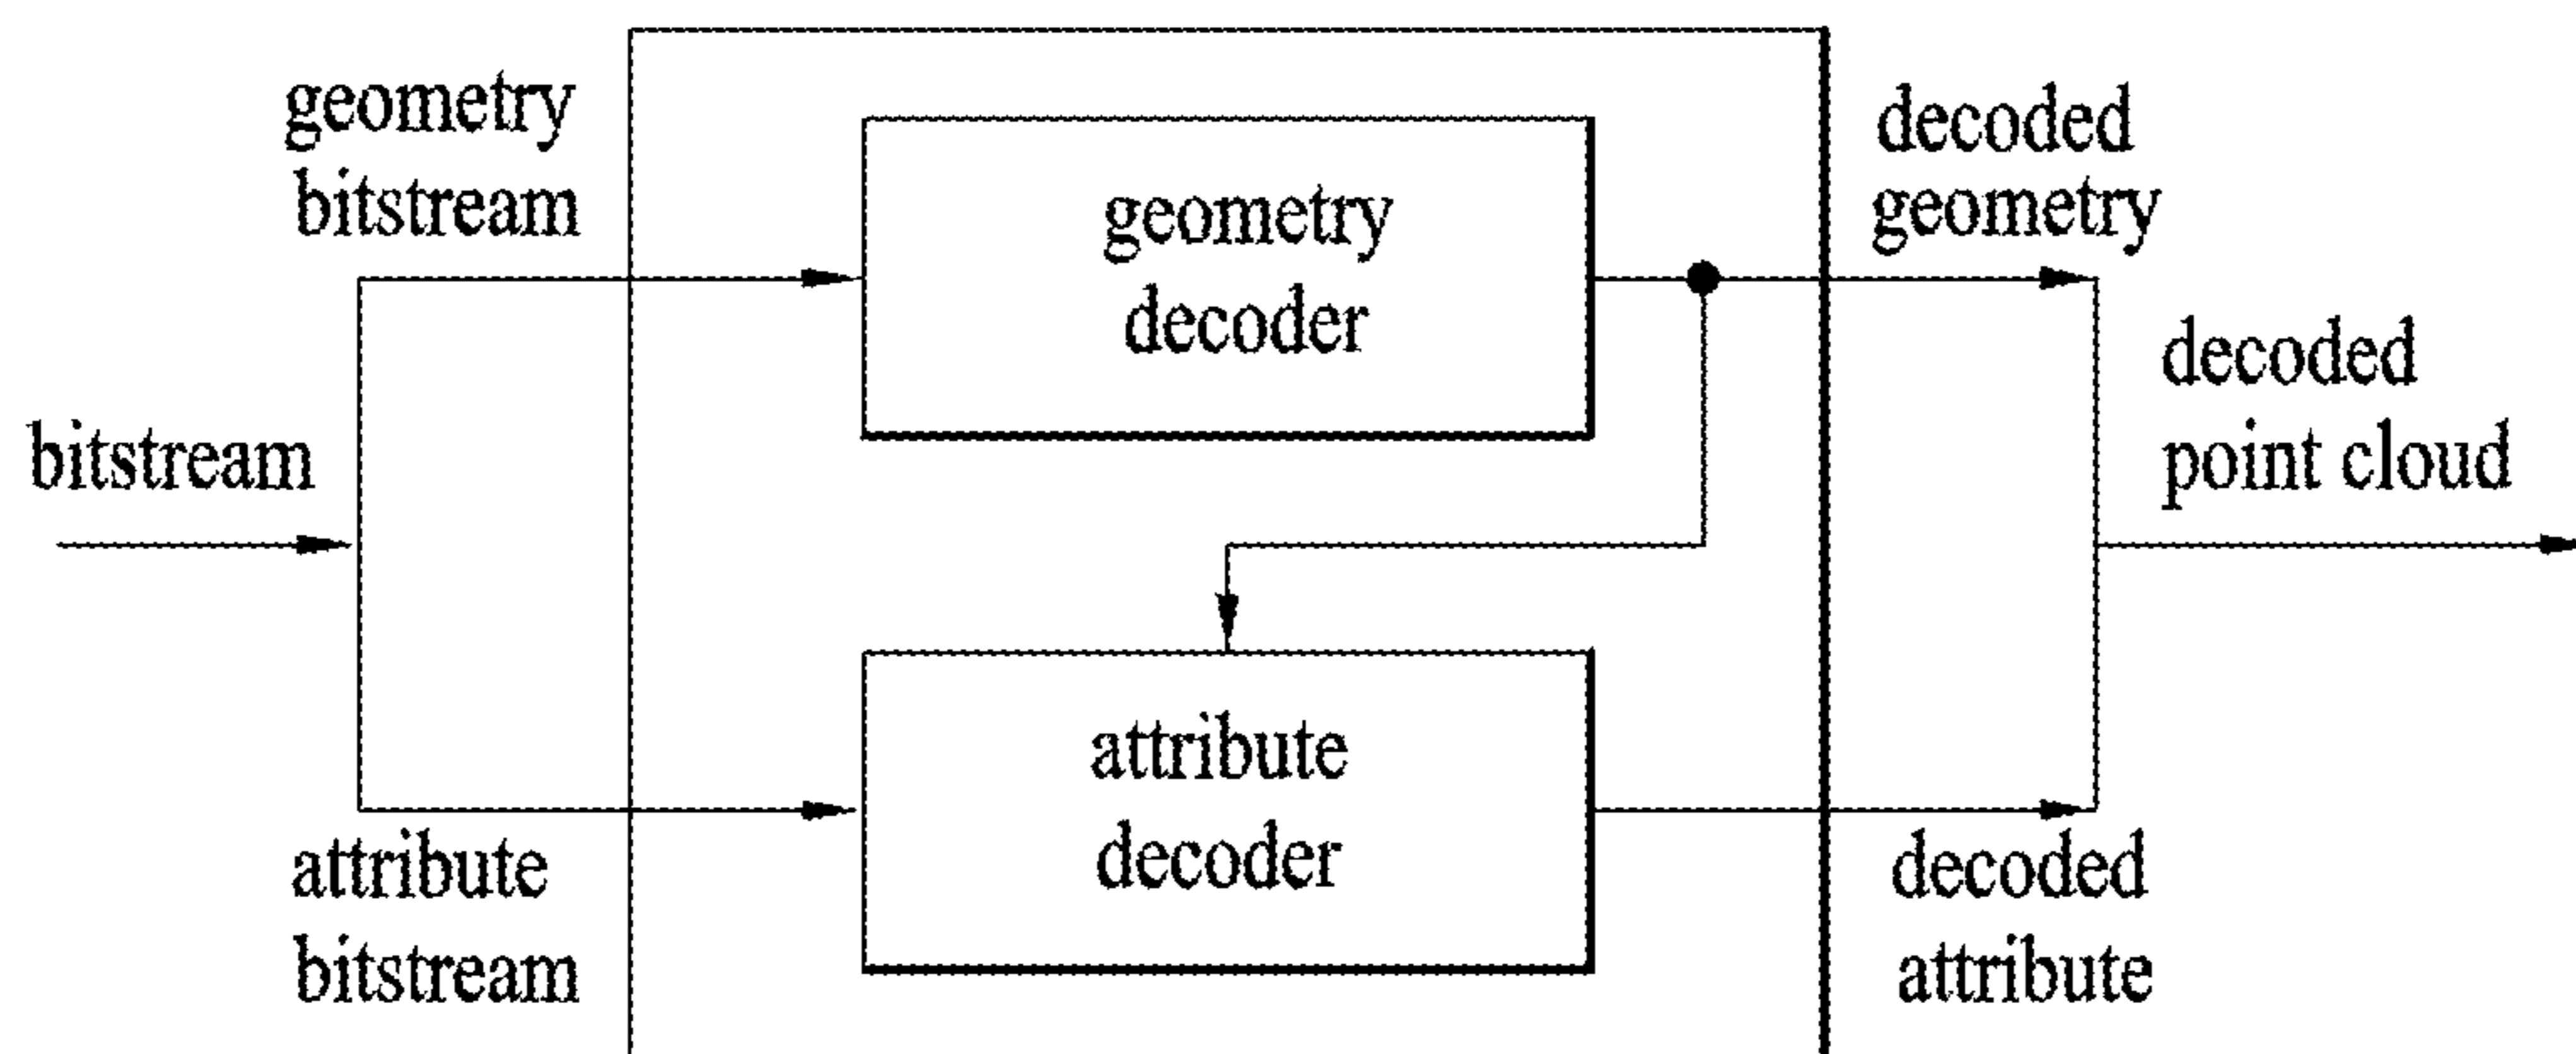 geometry
bitstream
geometry
decoder
decoded
geometry
bitstream
decoded
point cloud
attribute
decoder
attribute
bitstream
decoded
attribute